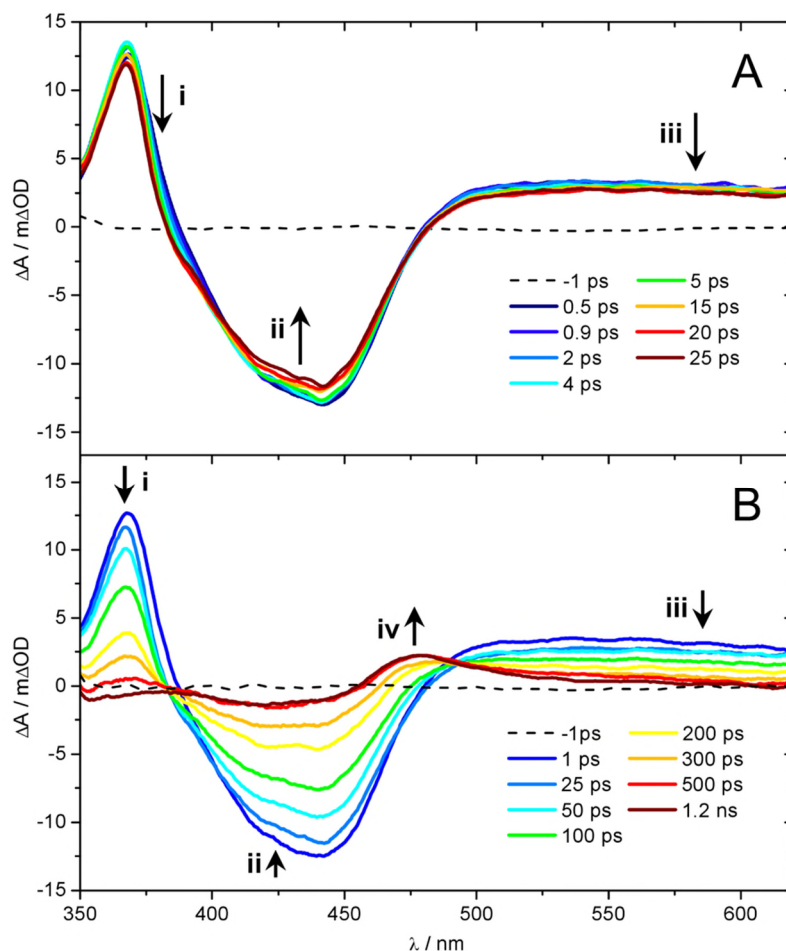 A
15
10
5
0
-5
-10
-15
ΔA / mΔOD
i
ii
iii
-1 ps
0.5 ps
0.9 ps
2 ps
4 ps
5 ps
15 ps
20 ps
25 ps
B
15
10
5
0
-5
-10
-15
ΔA / mΔOD
i
iv
iii
ii
-1ps
1 ps
25 ps
50 ps
100 ps
200 ps
300 ps
500 ps
1.2 ns
350 400 450 500 550 600
λ / nm